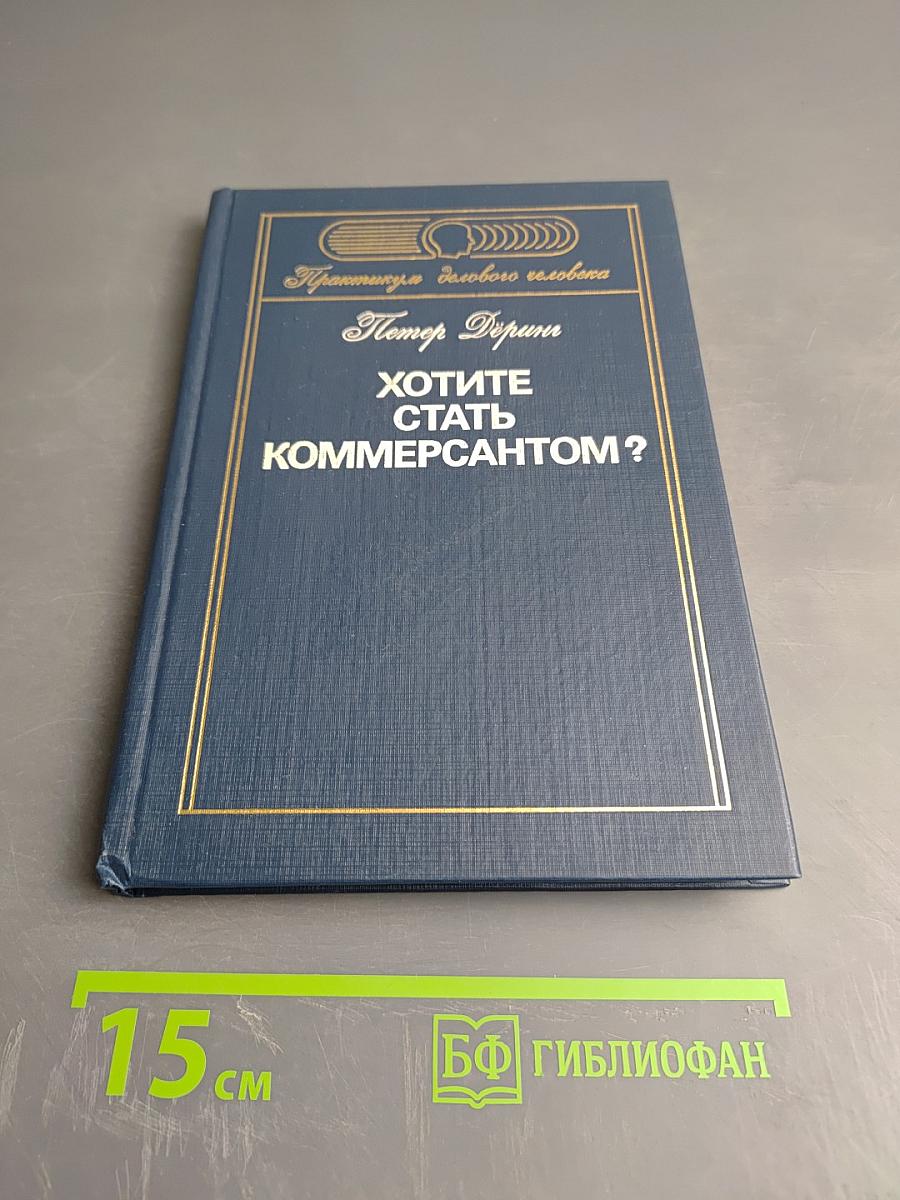 Практикум делового человека
Петер Дёринг
ХОТИТЕ
СТАТЬ
КОММЕРСАНТОМ?
15 см
БФ ГИБЛИОФАН